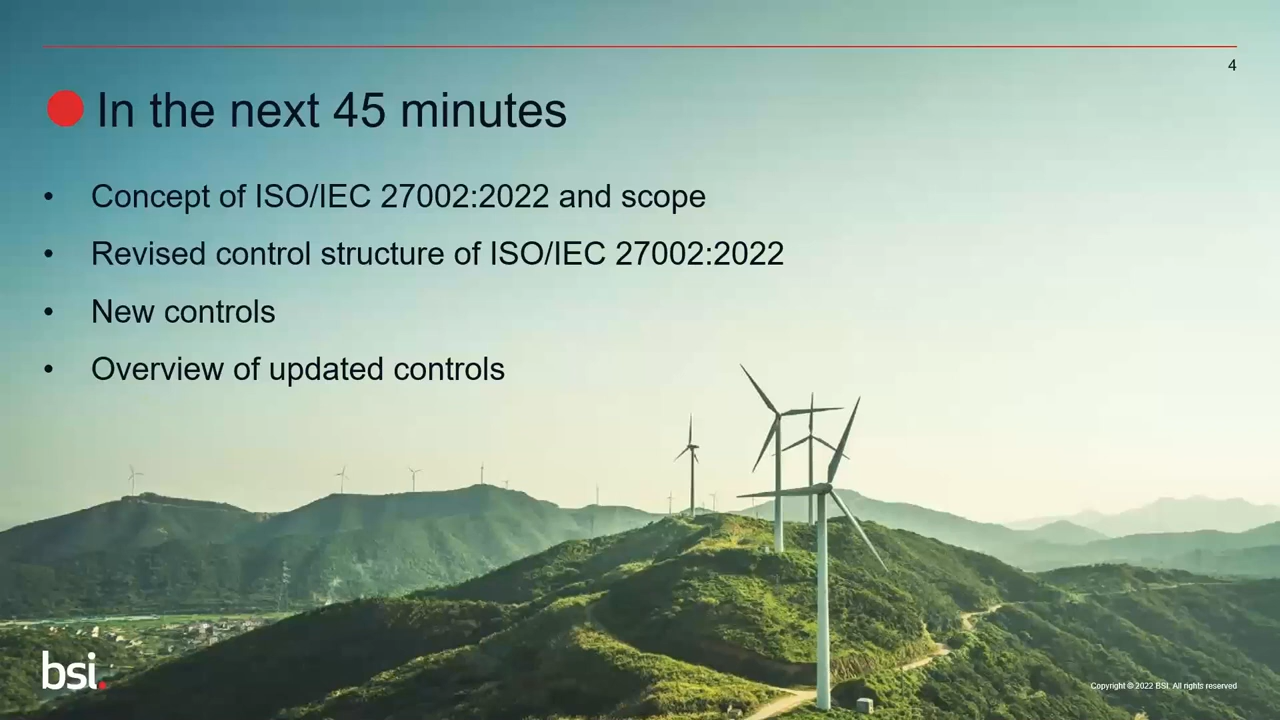 4
In the next 45 minutes
• Concept of ISO/IEC 27002:2022 and scope
• Revised control structure of ISO/IEC 27002:2022
• New controls
• Overview of updated controls
bsi.
Copyright © 2022 BSI. All rights reserved